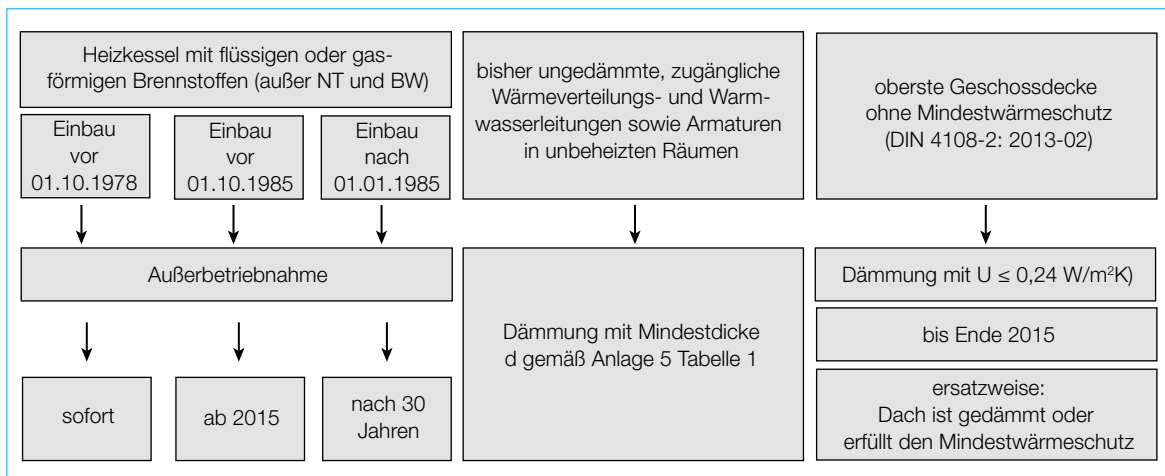 Heizkessel mit flüssigen oder gas-
förmigen Brennstoffen (außer NT und BW)
Einbau
vor
01.10.1978
Einbau
vor
01.10.1985
Einbau
nach
01.01.1985
Außerbetriebnahme
sofort
ab 2015
nach 30
Jahren
bisher ungedämmte, zugängliche
Wärmeverteilungs- und Warm-
wasserleitungen sowie Armaturen
in unbeheizten Räumen
Dämmung mit Mindestdicke
d gemäß Anlage 5 Tabelle 1
oberste Geschossdecke
ohne Mindestwärmeschutz
(DIN 4108-2: 2013-02)
Dämmung mit U ≤ 0,24 W/m²K)
bis Ende 2015
ersatzweise:
Dach ist gedämmt oder
erfüllt den Mindestwärmeschutz